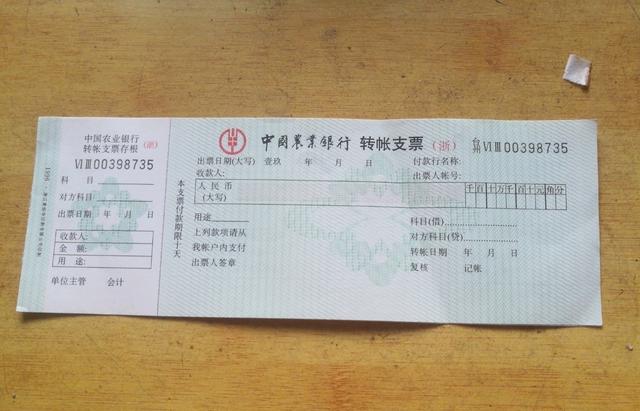 中国农业银行
转帐支票存根(浙)
VI III 00398735
科　目
对方科目
出票日期　年　月　日
收款人:
金　额:
用　途:
单位主管　会计
1996
本支票付款期限十天
中國農業銀行 转帐支票(浙) 台州 VI III 00398735
出票日期(大写) 壹玖　年　月　日　付款行名称:
收款人:　出票人帐号:
人民币
(大写)
千百十万千百十元角分
用途
上列款项请从
我帐户内支付
出票人签章
科目(借)
对方科目(贷)
转帐日期　年　月　日
复核　记帐